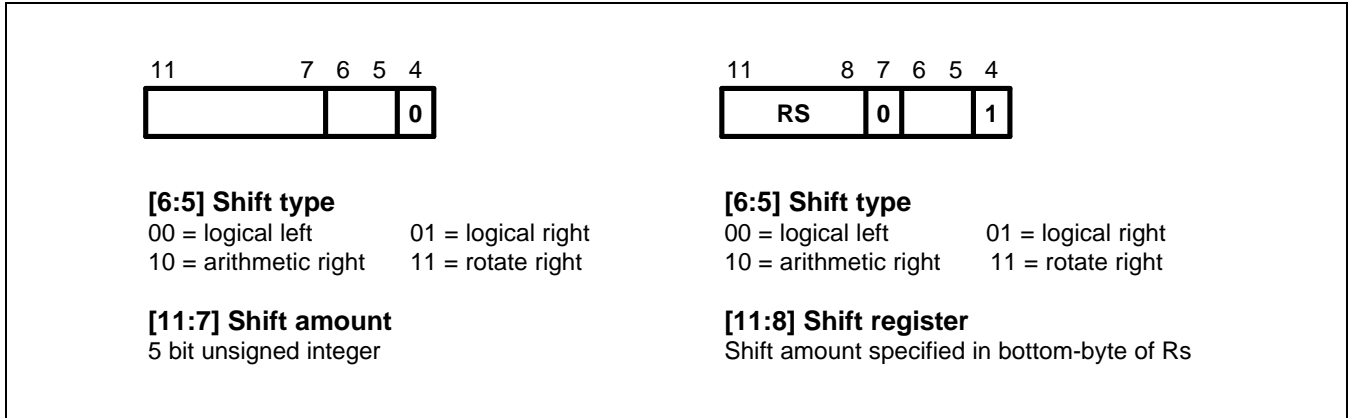 11 7 6 5 4
0
[6:5] Shift type
00 = logical left 01 = logical right
10 = arithmetic right 11 = rotate right
[11:7] Shift amount
5 bit unsigned integer
11 8 7 6 5 4
RS 0 1
[6:5] Shift type
00 = logical left 01 = logical right
10 = arithmetic right 11 = rotate right
[11:8] Shift register
Shift amount specified in bottom-byte of Rs